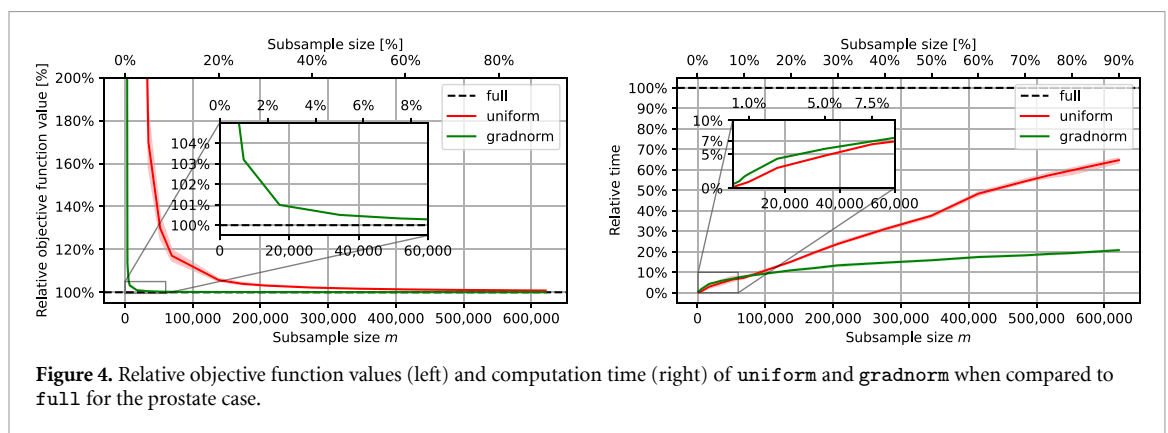 Subsample size [%]
0% 20% 40% 60% 80%
Relative objective function value [%]
200%
180%
160%
140%
120%
100%
full
uniform
gradnorm
0% 2% 4% 6% 8%
104%
103%
102%
101%
100%
0 20,000 40,000 60,000
0 100,000 200,000 300,000 400,000 500,000 600,000
Subsample size m
Subsample size [%]
0% 10% 20% 30% 40% 50% 60% 70% 80% 90%
Relative time
100%
90%
80%
70%
60%
50%
40%
30%
20%
10%
0%
full
uniform
gradnorm
1.0% 5.0% 7.5%
10%
7%
5%
0%
20,000 40,000 60,000
0 100,000 200,000 300,000 400,000 500,000 600,000
Subsample size m
Figure 4. Relative objective function values (left) and computation time (right) of uniform and gradnorm when compared to
full for the prostate case.